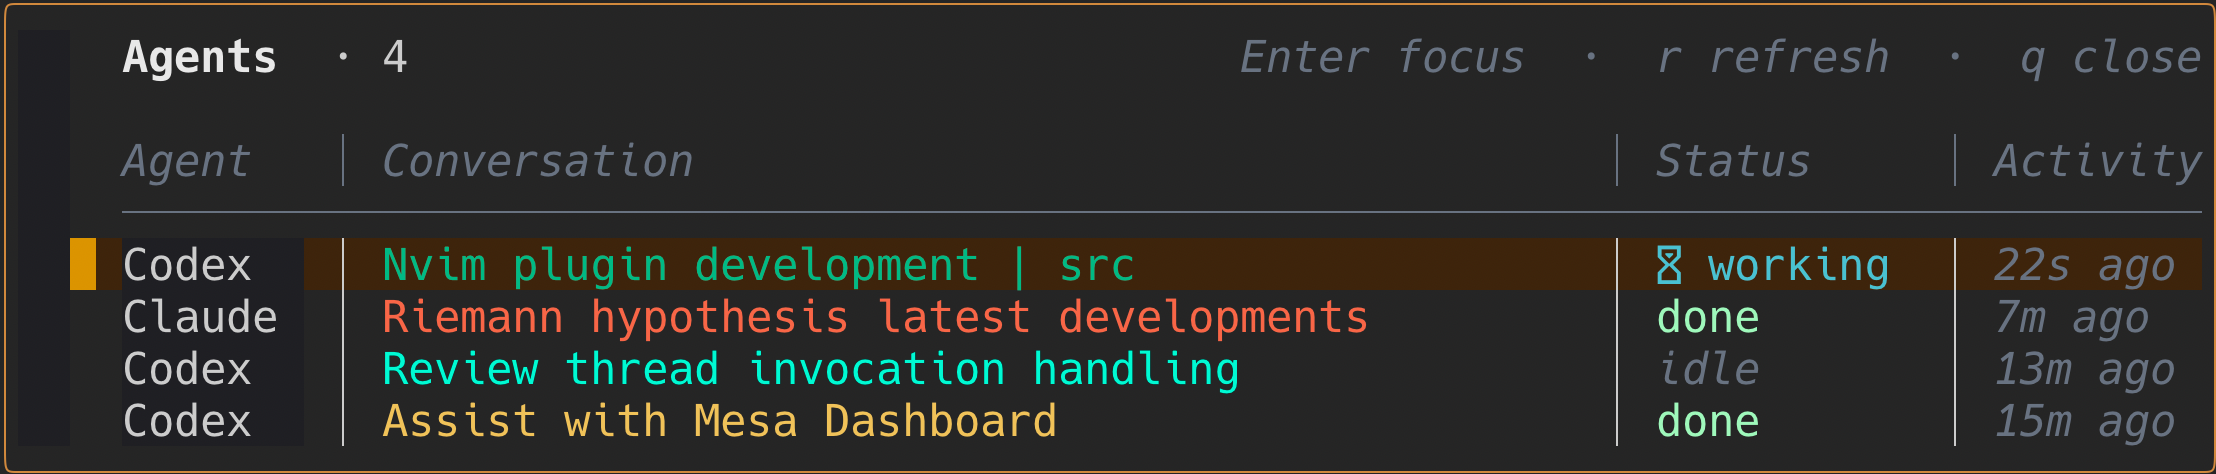 Agents · 4 Enter focus · r refresh · q close
Agent │ Conversation │ Status │ Activity
Codex │ Nvim plugin development | src │ ⌛ working │ 22s ago
Claude │ Riemann hypothesis latest developments │ done │ 7m ago
Codex │ Review thread invocation handling │ idle │ 13m ago
Codex │ Assist with Mesa Dashboard │ done │ 15m ago